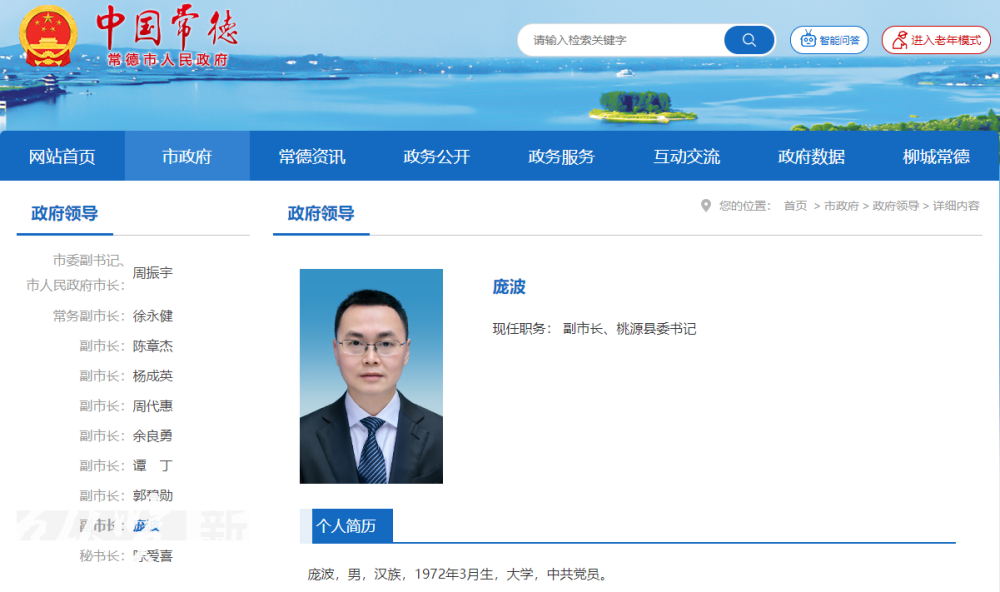 中国常德
常德市人民政府
请输入检索关键字
智能问答
进入老年模式
网站首页 市政府 常德资讯 政务公开 政务服务 互动交流 政府数据 柳城常德
政府领导
市委副书记、
市人民政府市长： 周振宇
常务副市长： 徐永健
副市长： 陈章杰
副市长： 杨成英
副市长： 周代惠
副市长： 余良勇
副市长： 谭　丁
副市长： 郭碧勋
副市长：
秘书长： 受喜
政府领导
您的位置： 首页 > 市政府 > 政府领导 > 详细内容
庞波
现任职务： 副市长、桃源县委书记
个人简历
庞波，男，汉族，1972年3月生，大学，中共党员。